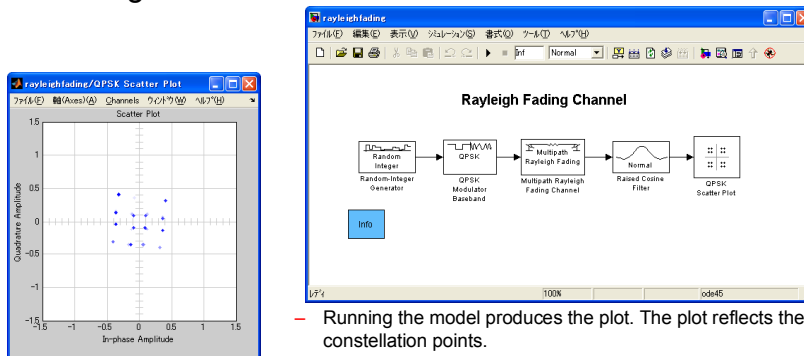 rayleighfading
ファイル(F) 編集(E) 表示(V) シミュレーション(S) 書式(O) ツール(T) ヘルプ(H)
inf Normal
Rayleigh Fading Channel
Random
Integer
Random-Integer
Generator
QPSK
QPSK
Modulator
Baseband
Multipath
Rayleigh Fading
Multipath Rayleigh
Fading Channel
Normal
Raised Cosine
Filter
QPSK
Scatter Plot
Info
レディ 100% ode45
rayleighfading/QPSK Scatter Plot
ファイル(F) 軸(Axes)(A) Channels ウィンドウ(W) ヘルプ(H)
Scatter Plot
1.5
1
0.5
0
-0.5
-1
-1.5
-1.5 -1 -0.5 0 0.5 1 1.5
Quadrature Amplitude
In-phase Amplitude
– Running the model produces the plot. The plot reflects the
constellation points.